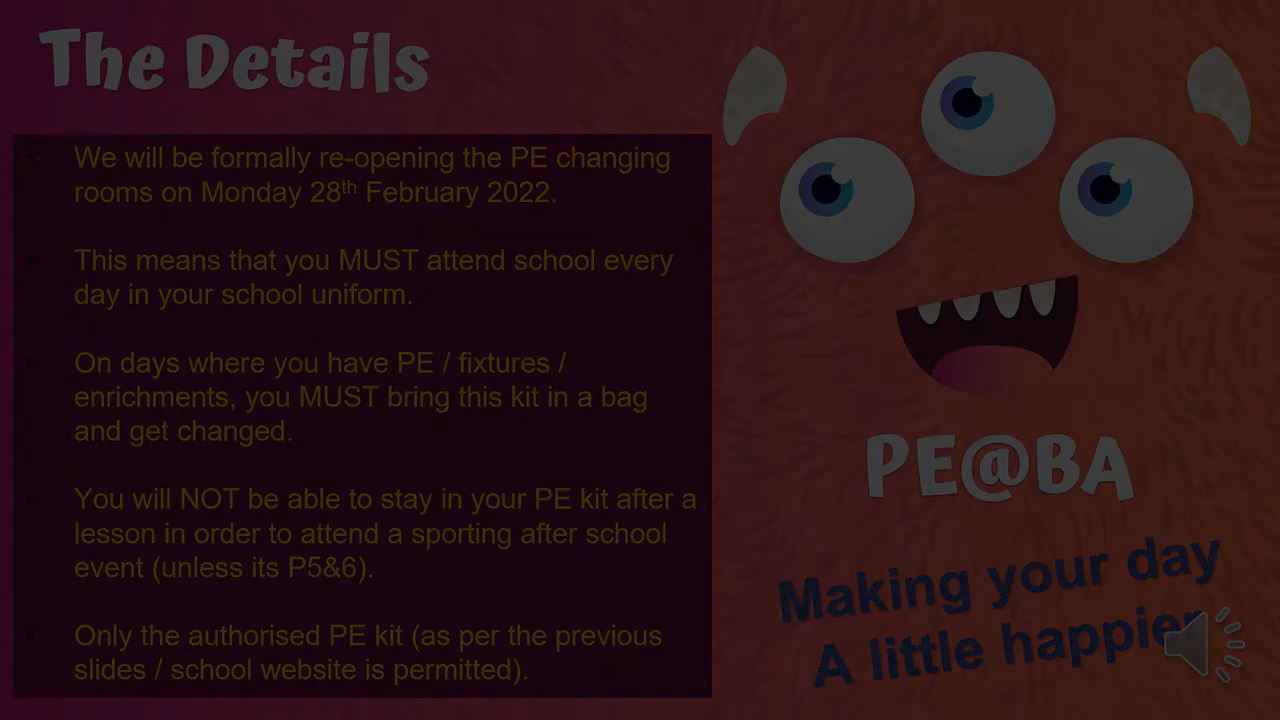 The Details
• We will be formally re-opening the PE changing
rooms on Monday 28th February 2022.
• This means that you MUST attend school every
day in your school uniform.
• On days where you have PE / fixtures /
enrichments, you MUST bring this kit in a bag
and get changed.
• You will NOT be able to stay in your PE kit after a
lesson in order to attend a sporting after school
event (unless its P5&6).
• Only the authorised PE kit (as per the previous
slides / school website is permitted).
PE@BA
Making your day
A little happier